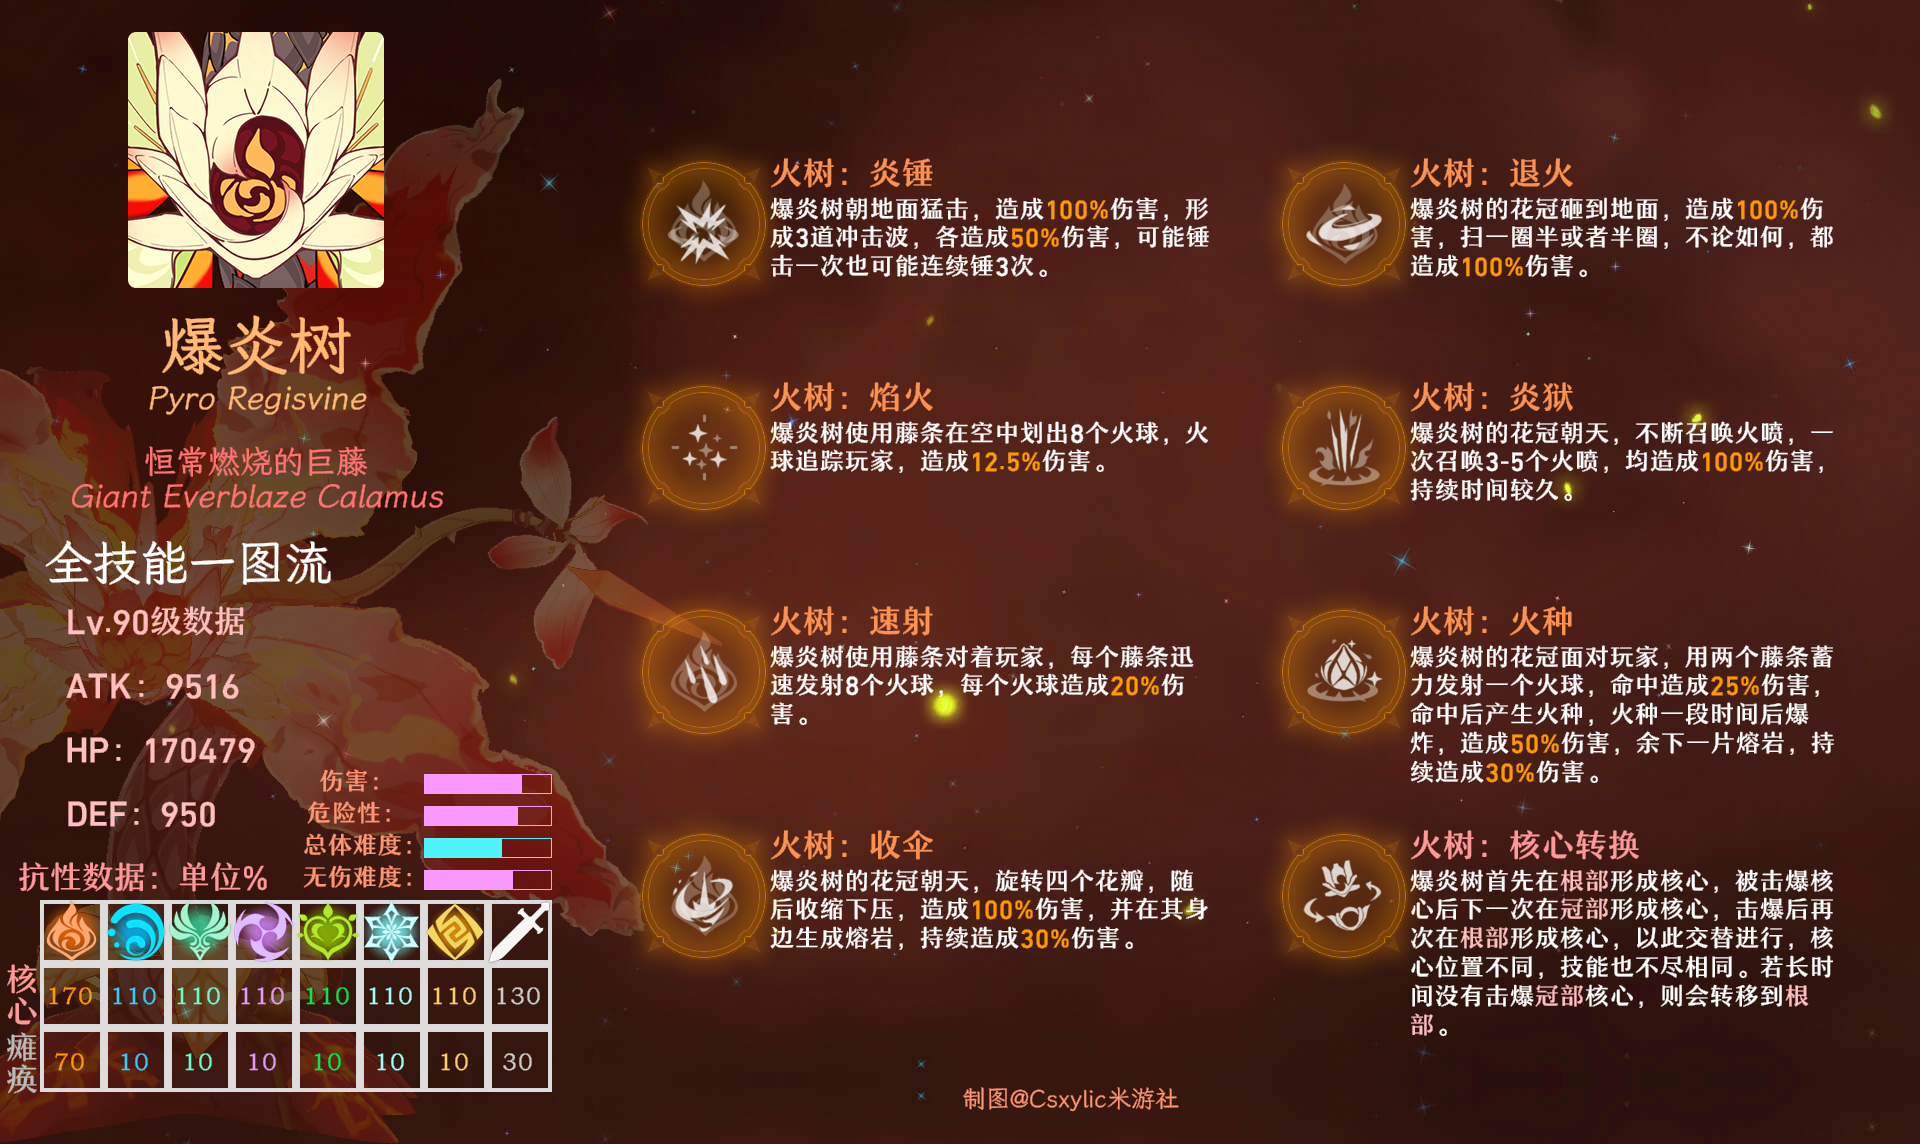 爆炎树
Pyro Regisvine
恒常燃烧的巨藤
Giant Everblaze Calamus
全技能一图流
Lv.90级数据
ATK：9516
HP：170479
DEF：950
伤害：
危险性：
总体难度：
无伤难度：
抗性数据：单位%
核心 170 110 110 110 110 110 110 130
瘫痪 70 10 10 10 10 10 10 30
火树：炎锤
爆炎树朝地面猛击，造成100%伤害，形
成3道冲击波，各造成50%伤害，可能锤
击一次也可能连续锤3次。
火树：退火
爆炎树的花冠砸到地面，造成100%伤
害，扫一圈半或者半圈，不论如何，都
造成100%伤害。
火树：焰火
爆炎树使用藤条在空中划出8个火球，火
球追踪玩家，造成12.5%伤害。
火树：炎狱
爆炎树的花冠朝天，不断召唤火喷，一
次召唤3-5个火喷，均造成100%伤害，
持续时间较久。
火树：速射
爆炎树使用藤条对着玩家，每个藤条迅
速发射8个火球，每个火球造成20%伤
害。
火树：火种
爆炎树的花冠面对玩家，用两个藤条蓄
力发射一个火球，命中造成25%伤害，
命中后产生火种，火种一段时间后爆
炸，造成50%伤害，余下一片熔岩，持
续造成30%伤害。
火树：收伞
爆炎树的花冠朝天，旋转四个花瓣，随
后收缩下压，造成100%伤害，并在其身
边生成熔岩，持续造成30%伤害。
火树：核心转换
爆炎树首先在根部形成核心，被击爆核
心后下一次在冠部形成核心，击爆后再
次在根部形成核心，以此交替进行，核
心位置不同，技能也不尽相同。若长时
间没有击爆冠部核心，则会转移到根
部。
制图@Csxylic米游社